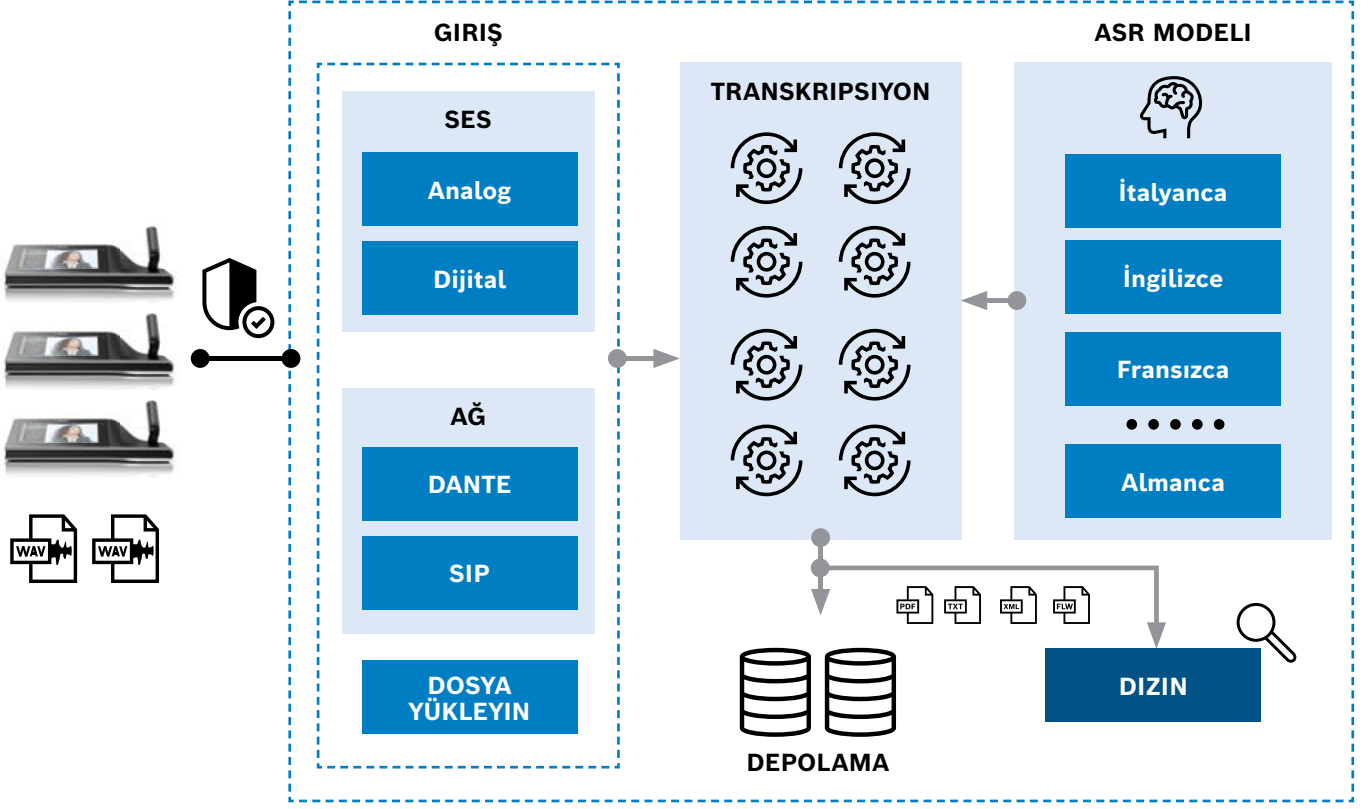 GIRIŞ
SES
Analog
Dijital
AĞ
DANTE
SIP
DOSYA
YÜKLEYIN
TRANSKRIPSIYON
ASR MODELI
İtalyanca
İngilizce
Fransızca
Almanca
WAV
WAV
PDF
TXT
XML
FLW
DEPOLAMA
DIZIN